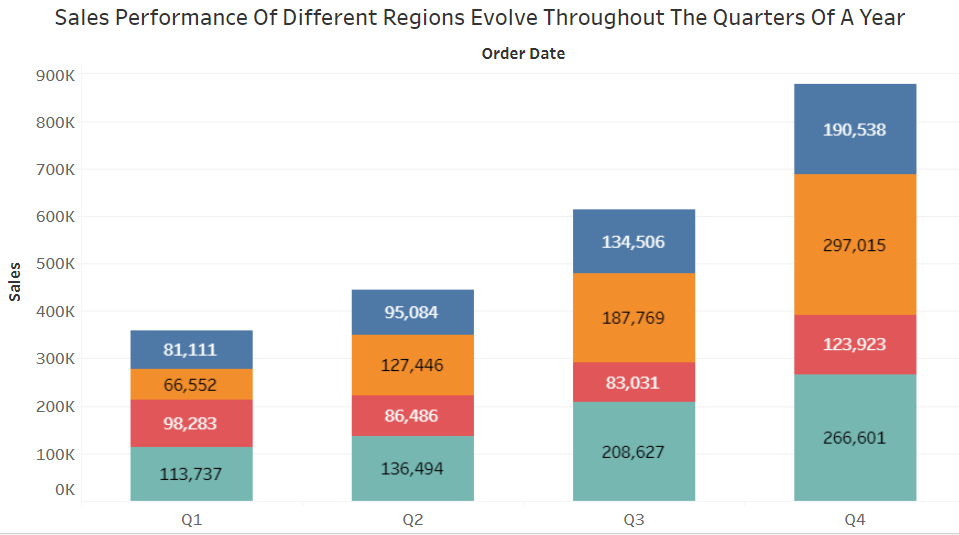 Sales Performance Of Different Regions Evolve Throughout The Quarters Of A Year
Order Date
Sales
900K
800K
700K
600K
500K
400K
300K
200K
100K
0K
81,111
66,552
98,283
113,737
95,084
127,446
86,486
136,494
134,506
187,769
83,031
208,627
190,538
297,015
123,923
266,601
Q1 Q2 Q3 Q4